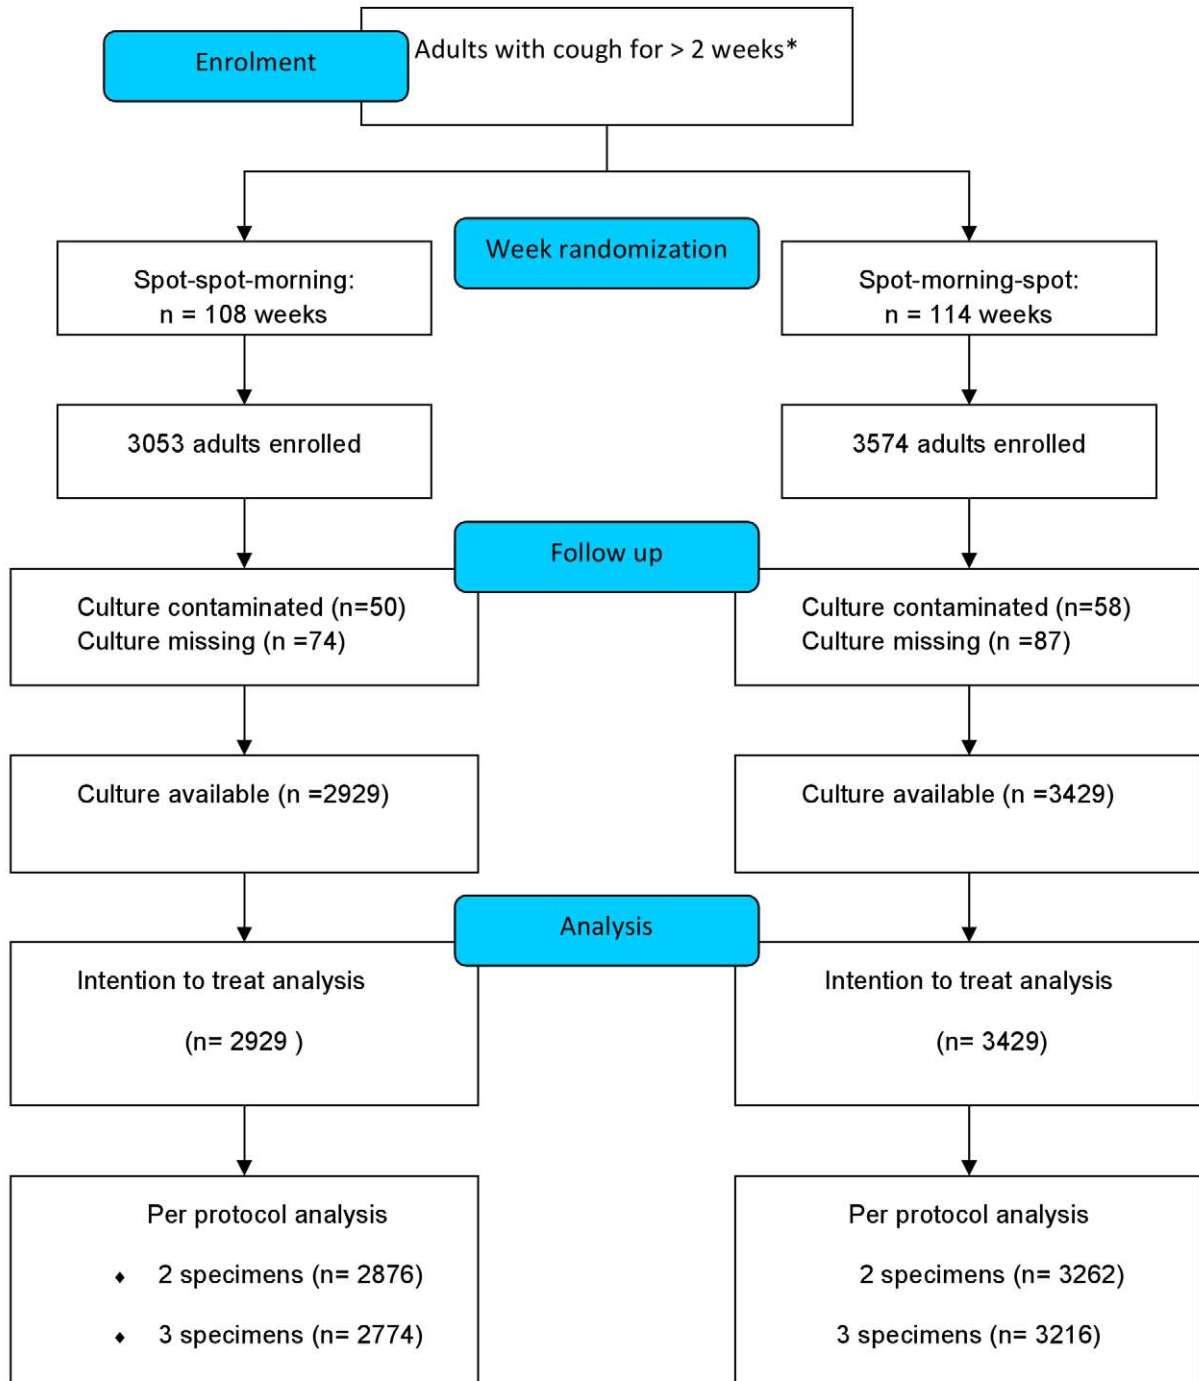 Enrolment
Adults with cough for > 2 weeks*
Week randomization
Spot-spot-morning:
n = 108 weeks
Spot-morning-spot:
n = 114 weeks
3053 adults enrolled
3574 adults enrolled
Follow up
Culture contaminated (n=50)
Culture missing (n =74)
Culture contaminated (n=58)
Culture missing (n =87)
Culture available (n =2929)
Culture available (n =3429)
Analysis
Intention to treat analysis
(n= 2929 )
Intention to treat analysis
(n= 3429)
Per protocol analysis
♦ 2 specimens (n= 2876)
♦ 3 specimens (n= 2774)
Per protocol analysis
2 specimens (n= 3262)
3 specimens (n= 3216)